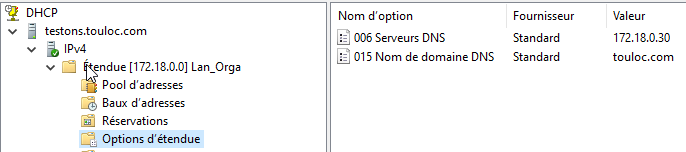 DHCP
testons.touloc.com
IPv4
Étendue [172.18.0.0] Lan_Orga
Pool d'adresses
Baux d'adresses
Réservations
Options d'étendue
Nom d'option Fournisseur Valeur
006 Serveurs DNS Standard 172.18.0.30
015 Nom de domaine DNS Standard touloc.com